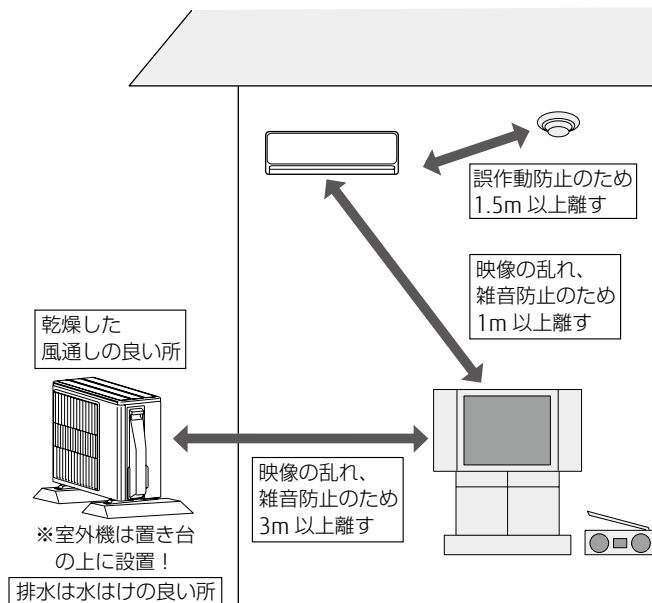 誤作動防止のため
1.5m 以上離す
映像の乱れ、
雑音防止のため
1m 以上離す
乾燥した
風通しの良い所
映像の乱れ、
雑音防止のため
3m 以上離す
※室外機は置き台
の上に設置！
排水は水はけの良い所